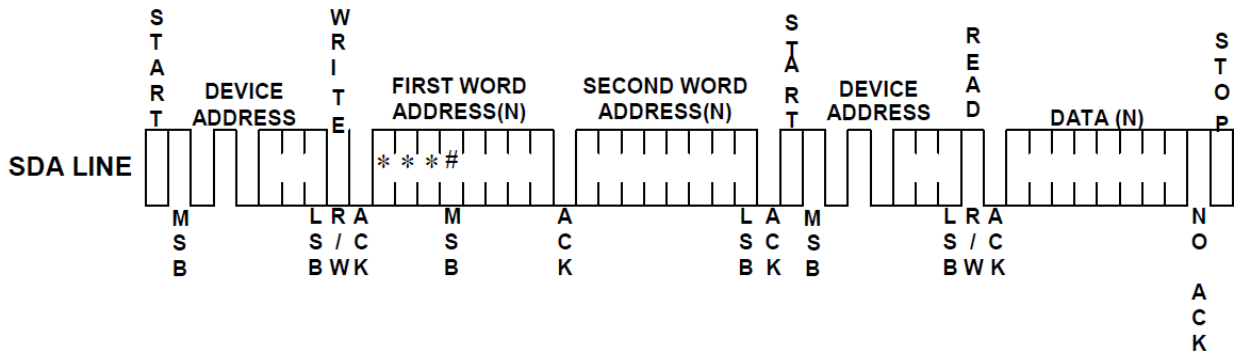 START
DEVICE
ADDRESS
WRITE
FIRST WORD
ADDRESS(N)
SECOND WORD
ADDRESS(N)
START
DEVICE
ADDRESS
READ
DATA (N)
STOP
SDA LINE
* * * #
MSB
LSB
R/W
ACK
MSB
ACK
LSB
ACK
MSB
LSB
R/W
ACK
NO ACK